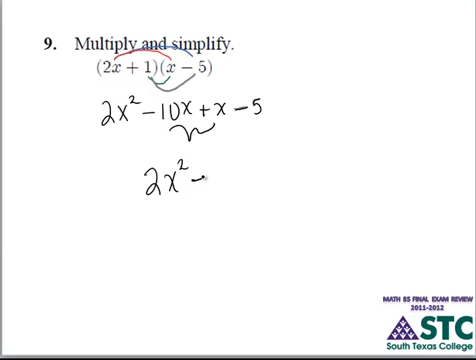 9. Multiply and simplify.
(2x + 1)(x − 5)
2x² − 10x + x − 5
2x² −
MATH 85 FINAL EXAM REVIEW
2011-2012
STC
South Texas College